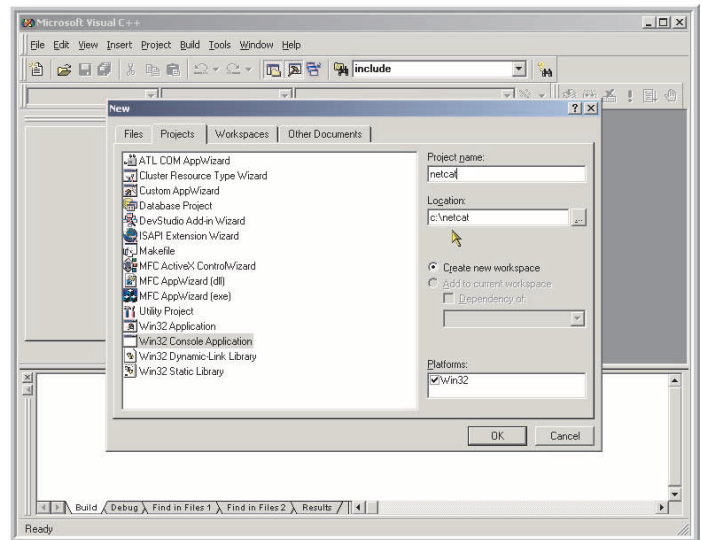 Microsoft Visual C++
File Edit View Insert Project Build Tools Window Help
include
New
Files Projects Workspaces Other Documents
ATL COM AppWizard
Cluster Resource Type Wizard
Custom AppWizard
Database Project
DevStudio Add-in Wizard
ISAPI Extension Wizard
Makefile
MFC ActiveX ControlWizard
MFC AppWizard (dll)
MFC AppWizard (exe)
Utility Project
Win32 Application
Win32 Console Application
Win32 Dynamic-Link Library
Win32 Static Library
Project name:
netcat
Location:
c:\netcat
...
Create new workspace
Add to current workspace
Dependency of:
Platforms:
Win32
OK Cancel
Build Debug Find in Files 1 Find in Files 2 Results
Ready